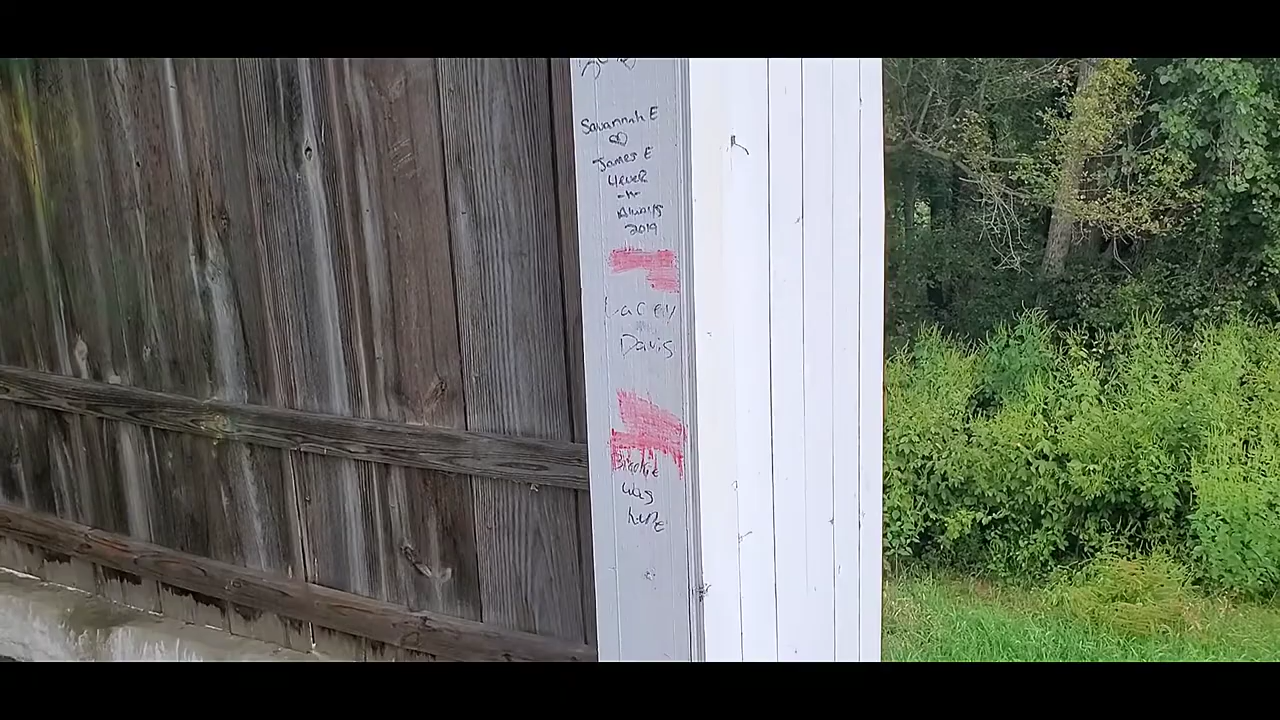 Savannah E
♡
James E
4ever
-n-
Always
2019
Lacey
Davis
was
here